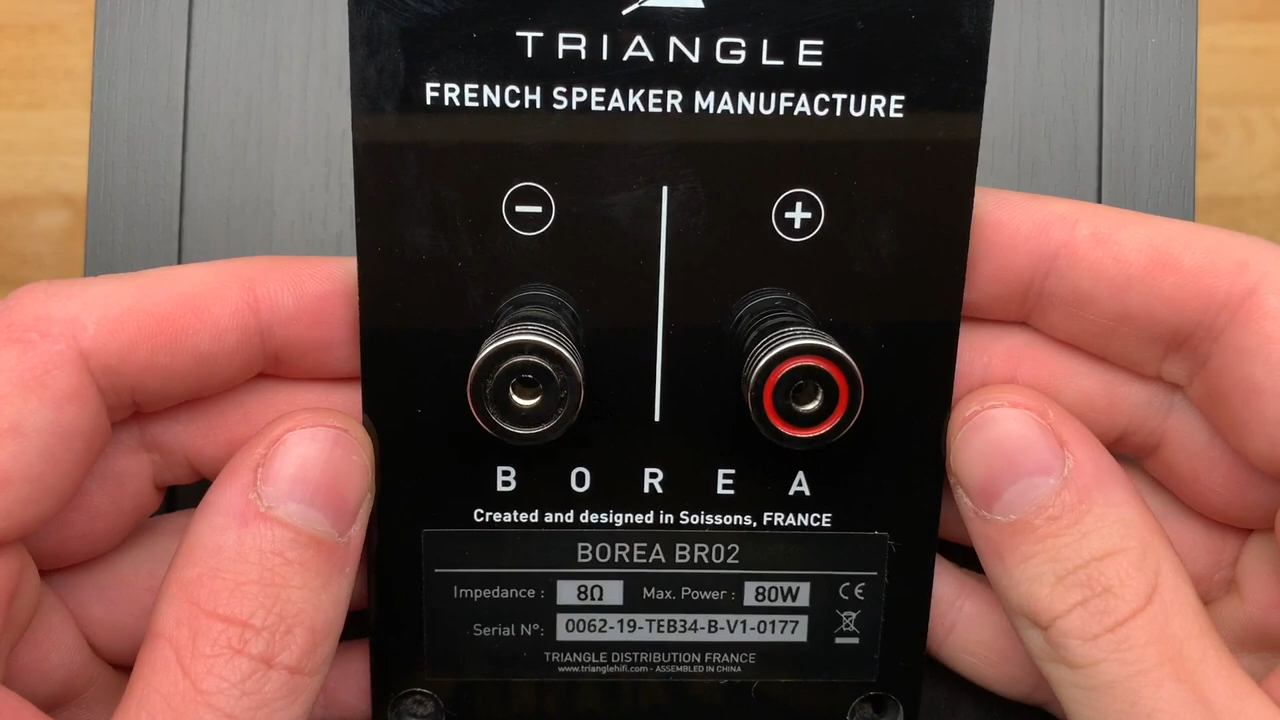 TRIANGLE
FRENCH SPEAKER MANUFACTURE
− +
BOREA
Created and designed in Soissons, FRANCE
BOREA BR02
Impedance : 8Ω Max. Power : 80W CE
Serial N°: 0062-19-TEB34-B-V1-0177
TRIANGLE DISTRIBUTION FRANCE
www.trianglehifi.com - ASSEMBLED IN CHINA